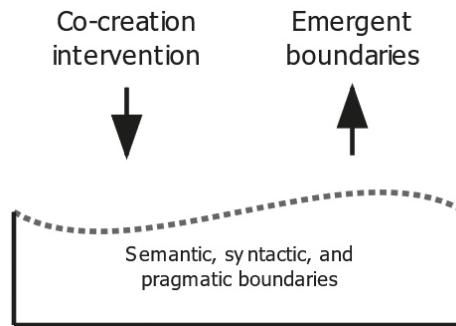 Co-creation
intervention
Emergent
boundaries
Semantic, syntactic, and
pragmatic boundaries